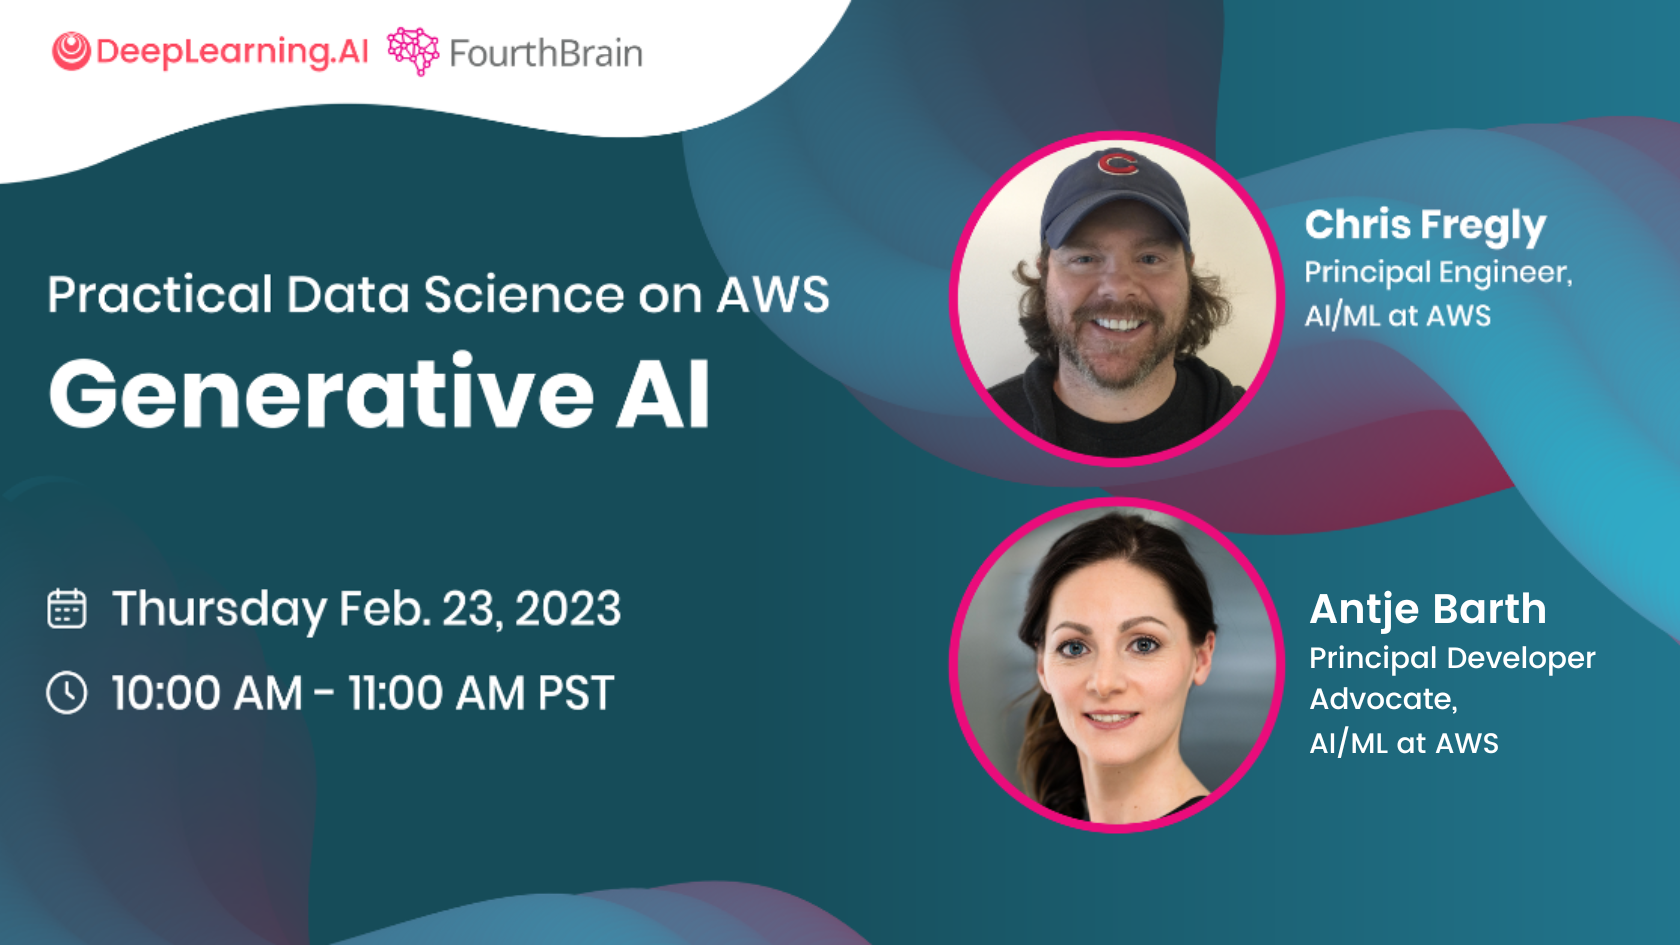 DeepLearning.AI FourthBrain
Practical Data Science on AWS
Generative AI
Thursday Feb. 23, 2023
10:00 AM – 11:00 AM PST
C
Chris Fregly
Principal Engineer,
AI/ML at AWS
Antje Barth
Principal Developer
Advocate,
AI/ML at AWS